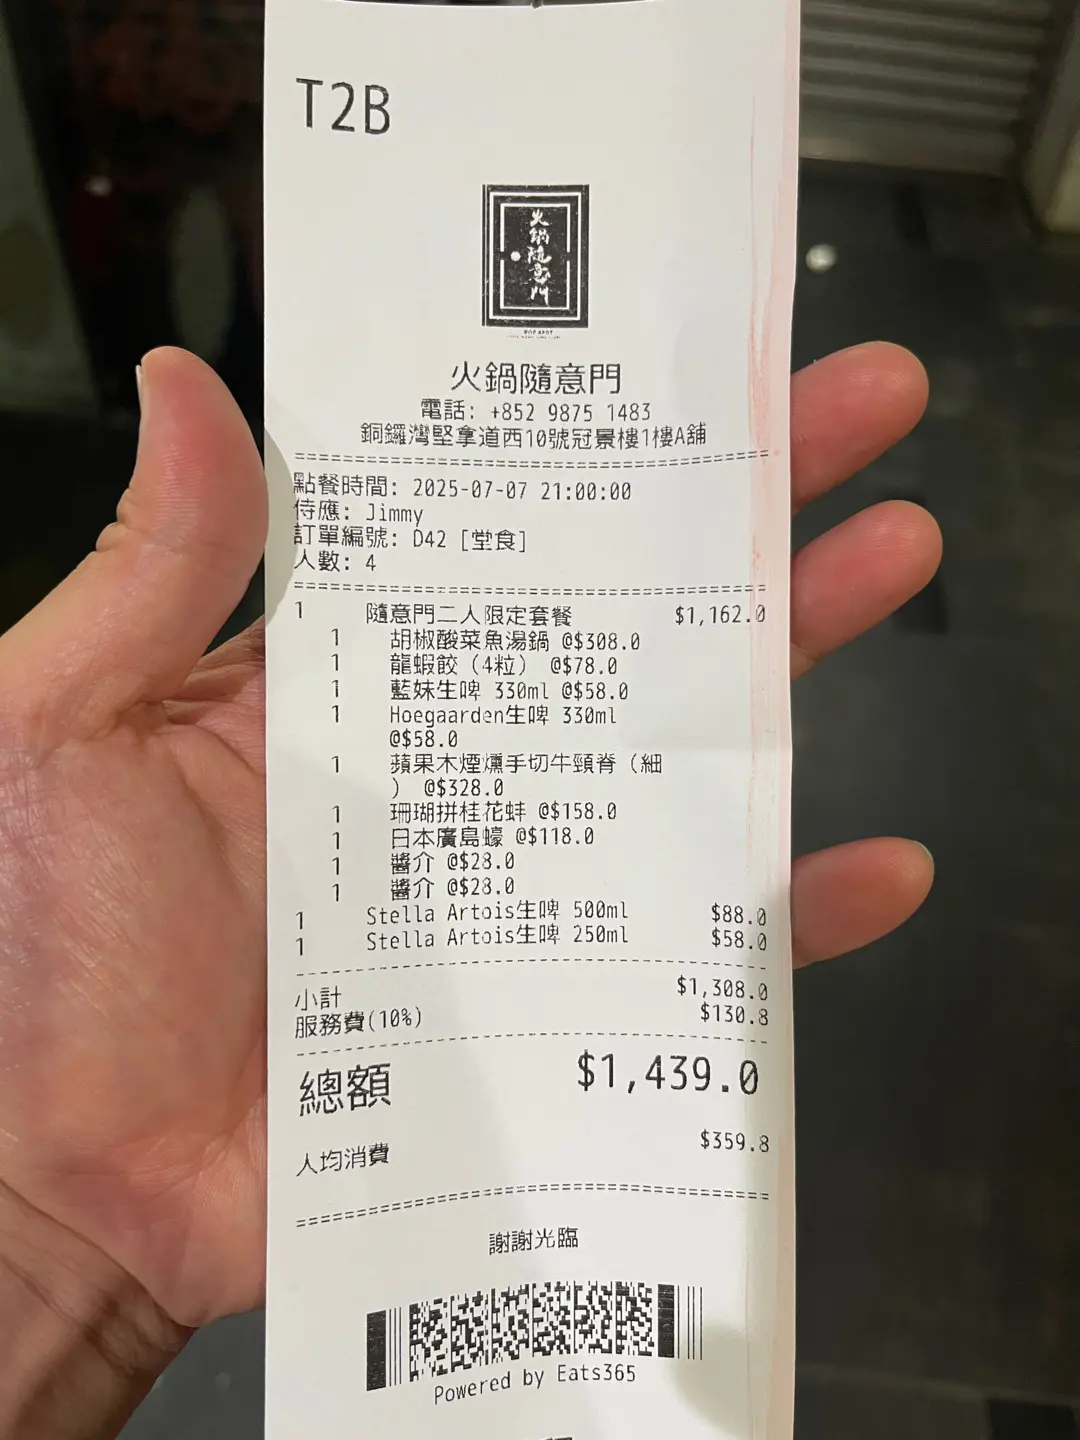 T2B
火鍋隨意門
火鍋隨意門
電話: +852 9875 1483
銅鑼灣堅拿道西10號冠景樓1樓A舖
點餐時間: 2025-07-07 21:00:00
侍應: Jimmy
訂單編號: D42 [堂食]
人數: 4
1 隨意門二人限定套餐 $1,162.0
1 胡椒酸菜魚湯鍋 @$308.0
1 龍蝦餃（4粒） @$78.0
1 藍妹生啤 330ml @$58.0
1 Hoegaarden生啤 330ml
@$58.0
1 蘋果木煙燻手切牛頸脊（細
） @$328.0
1 珊瑚拼桂花蚌 @$158.0
1 日本廣島蠔 @$118.0
1 醬介 @$28.0
1 醬介 @$28.0
1 Stella Artois生啤 500ml $88.0
1 Stella Artois生啤 250ml $58.0
小計 $1,308.0
服務費(10%) $130.8
總額 $1,439.0
人均消費 $359.8
謝謝光臨
Powered by Eats365